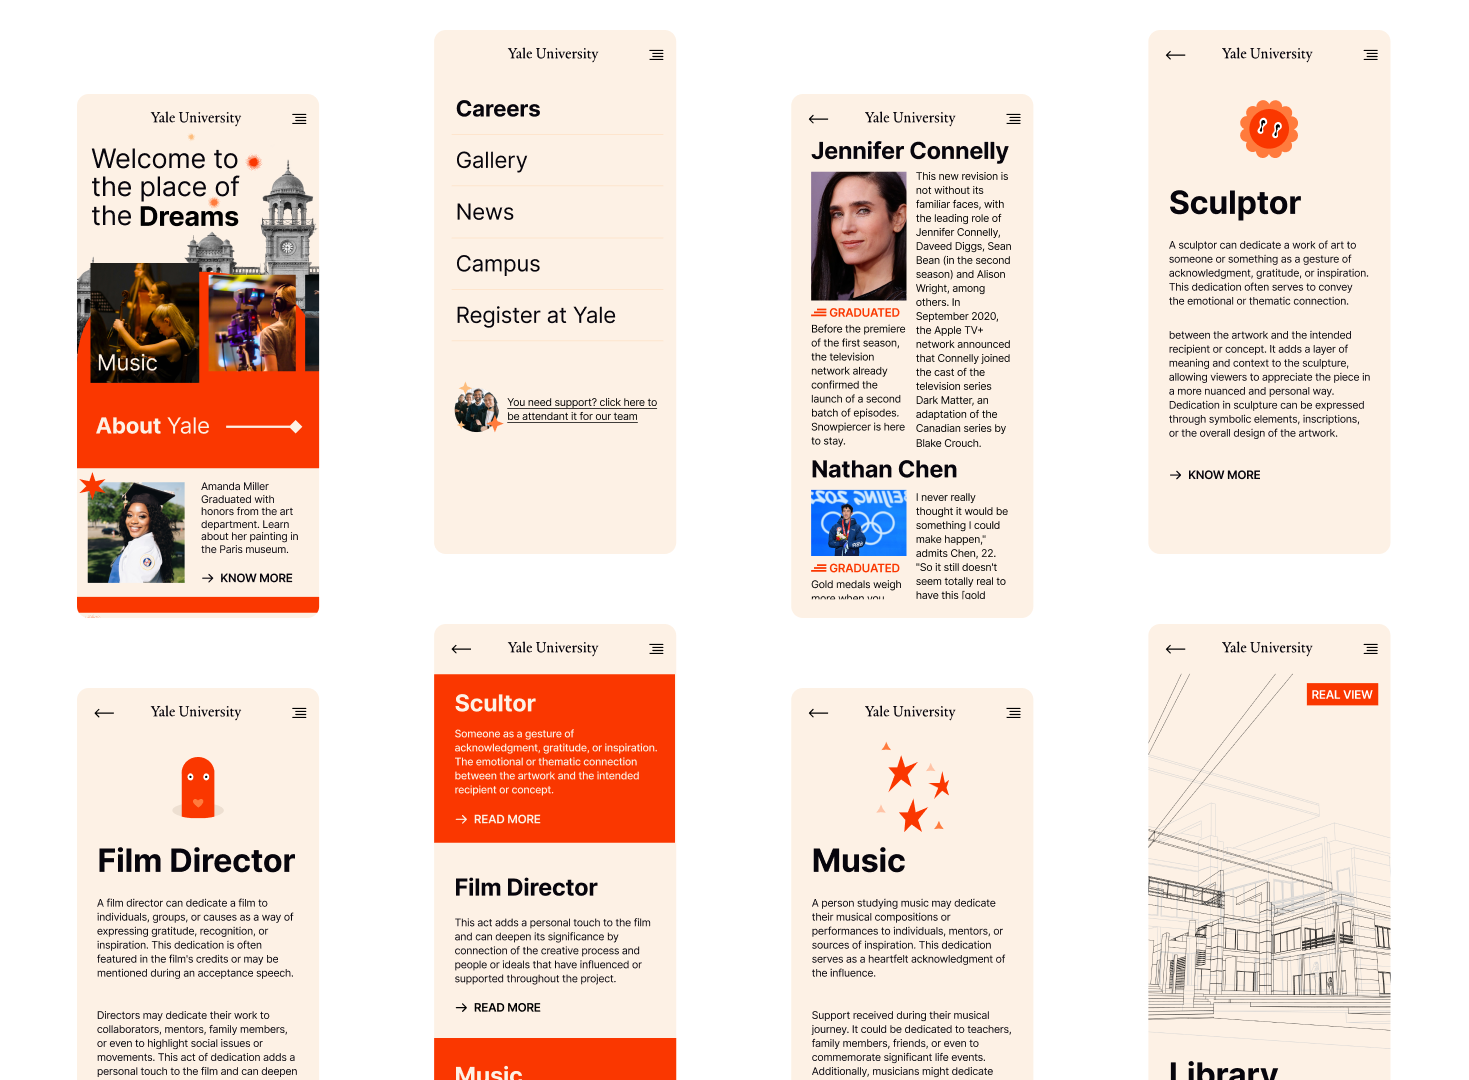 Yale University
Welcome to
the place of
the Dreams
Music
About Yale
Amanda Miller
Graduated with
honors from the art
department. Learn
about her painting in
the Paris museum.
KNOW MORE
Yale University
Careers
Gallery
News
Campus
Register at Yale
You need support? click here to
be attendant it for our team
Yale University
Jennifer Connelly
GRADUATED
Before the premiere
of the first season,
the television
network already
confirmed the
launch of a second
batch of episodes.
Snowpiercer is here
to stay.
This new revision is
not without its
familiar faces, with
the leading role of
Jennifer Connelly,
Daveed Diggs, Sean
Bean (in the second
season) and Alison
Wright, among
others. In
September 2020,
the Apple TV+
network announced
that Connelly joined
the cast of the
television series
Dark Matter, an
adaptation of the
Canadian series by
Blake Crouch.
Nathan Chen
BEIJING 202
GRADUATED
Gold medals weigh
more when you
I never really
thought it would be
something I could
make happen,"
admits Chen, 22.
"So it still doesn't
seem totally real to
have this [gold
Yale University
Sculptor
A sculptor can dedicate a work of art to
someone or something as a gesture of
acknowledgment, gratitude, or inspiration.
This dedication often serves to convey
the emotional or thematic connection.
between the artwork and the intended
recipient or concept. It adds a layer of
meaning and context to the sculpture,
allowing viewers to appreciate the piece in
a more nuanced and personal way.
Dedication in sculpture can be expressed
through symbolic elements, inscriptions,
or the overall design of the artwork.
KNOW MORE
Yale University
Film Director
A film director can dedicate a film to
individuals, groups, or causes as a way of
expressing gratitude, recognition, or
inspiration. This dedication is often
featured in the film's credits or may be
mentioned during an acceptance speech.
Directors may dedicate their work to
collaborators, mentors, family members,
or even to highlight social issues or
movements. This act of dedication adds a
personal touch to the film and can deepen
Yale University
Scultor
Someone as a gesture of
acknowledgment, gratitude, or inspiration.
The emotional or thematic connection
between the artwork and the intended
recipient or concept.
READ MORE
Film Director
This act adds a personal touch to the film
and can deepen its significance by
connection of the creative process and
people or ideals that have influenced or
supported throughout the project.
READ MORE
Music
Yale University
Music
A person studying music may dedicate
their musical compositions or
performances to individuals, mentors, or
sources of inspiration. This dedication
serves as a heartfelt acknowledgment of
the influence.
Support received during their musical
journey. It could be dedicated to teachers,
family members, friends, or even to
commemorate significant life events.
Additionally, musicians might dedicate
Yale University
REAL VIEW
Library